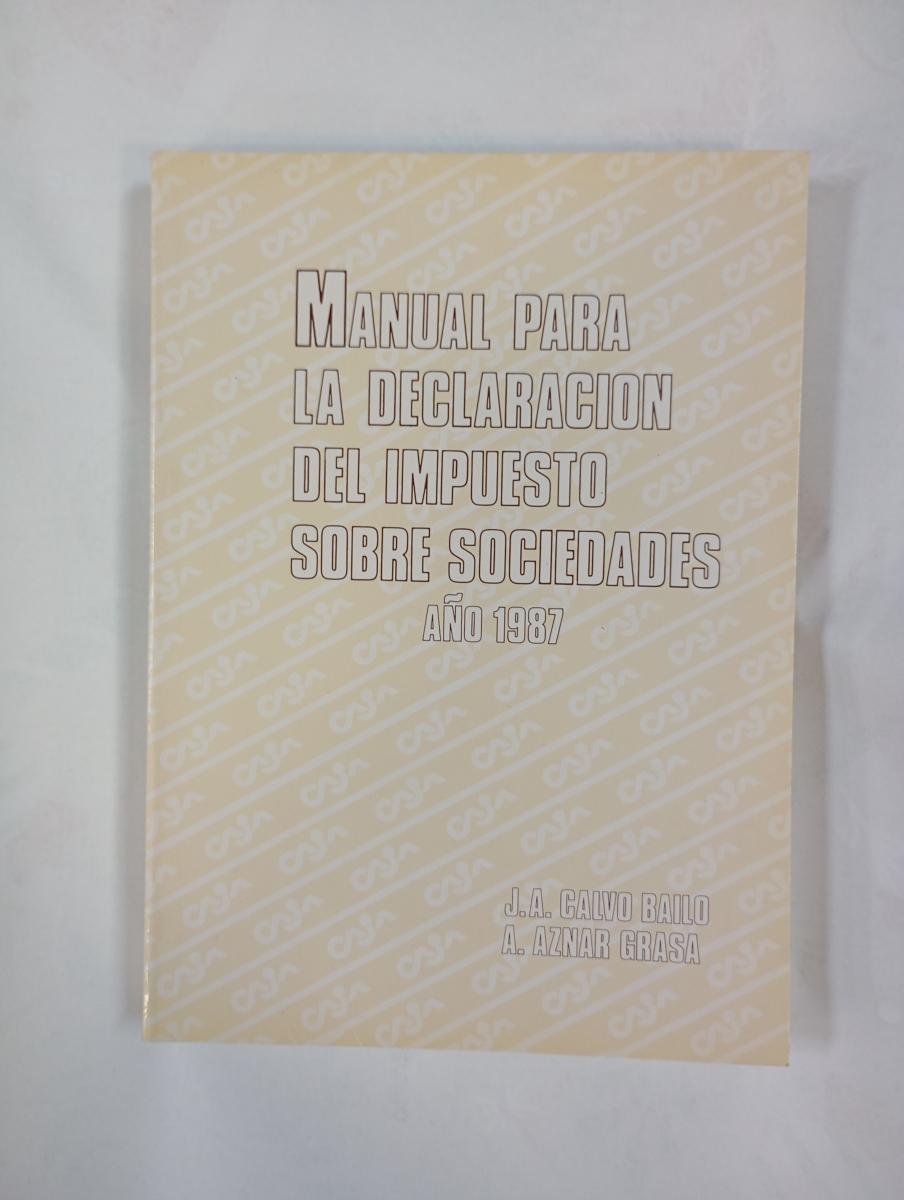 MANUAL PARA
LA DECLARACION
DEL IMPUESTO
SOBRE SOCIEDADES
AÑO 1987
J.A. CALVO BAILO
A. AZNAR GRASA